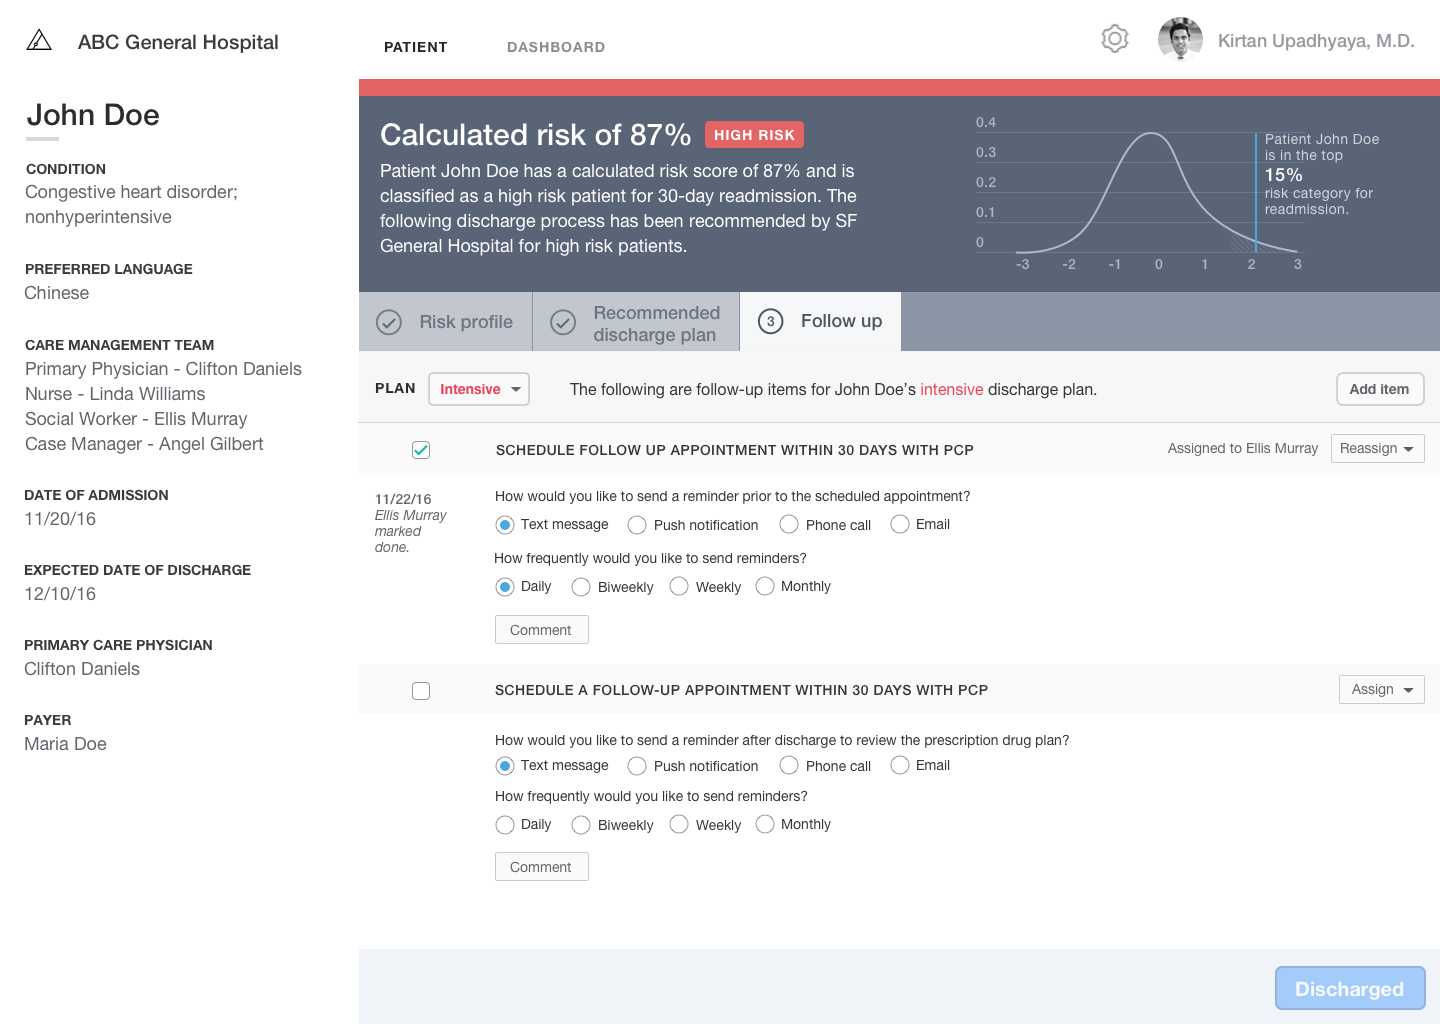 ABC General Hospital
PATIENT
DASHBOARD
Kirtan Upadhyaya, M.D.
John Doe
CONDITION
Congestive heart disorder;
nonhyperintensive
PREFERRED LANGUAGE
Chinese
CARE MANAGEMENT TEAM
Primary Physician - Clifton Daniels
Nurse - Linda Williams
Social Worker - Ellis Murray
Case Manager - Angel Gilbert
DATE OF ADMISSION
11/20/16
EXPECTED DATE OF DISCHARGE
12/10/16
PRIMARY CARE PHYSICIAN
Clifton Daniels
PAYER
Maria Doe
Calculated risk of 87%
HIGH RISK
Patient John Doe has a calculated risk score of 87% and is
classified as a high risk patient for 30-day readmission. The
following discharge process has been recommended by SF
General Hospital for high risk patients.
0.4
0.3
0.2
0.1
0
-3 -2 -1 0 1 2 3
Patient John Doe
is in the top
15%
risk category for
readmission.
Risk profile
Recommended
discharge plan
3 Follow up
PLAN
Intensive
The following are follow-up items for John Doe’s intensive discharge plan.
Add item
SCHEDULE FOLLOW UP APPOINTMENT WITHIN 30 DAYS WITH PCP
Assigned to Ellis Murray
Reassign
11/22/16
Ellis Murray
marked
done.
How would you like to send a reminder prior to the scheduled appointment?
Text message Push notification Phone call Email
How frequently would you like to send reminders?
Daily Biweekly Weekly Monthly
Comment
SCHEDULE A FOLLOW-UP APPOINTMENT WITHIN 30 DAYS WITH PCP
Assign
How would you like to send a reminder after discharge to review the prescription drug plan?
Text message Push notification Phone call Email
How frequently would you like to send reminders?
Daily Biweekly Weekly Monthly
Comment
Discharged